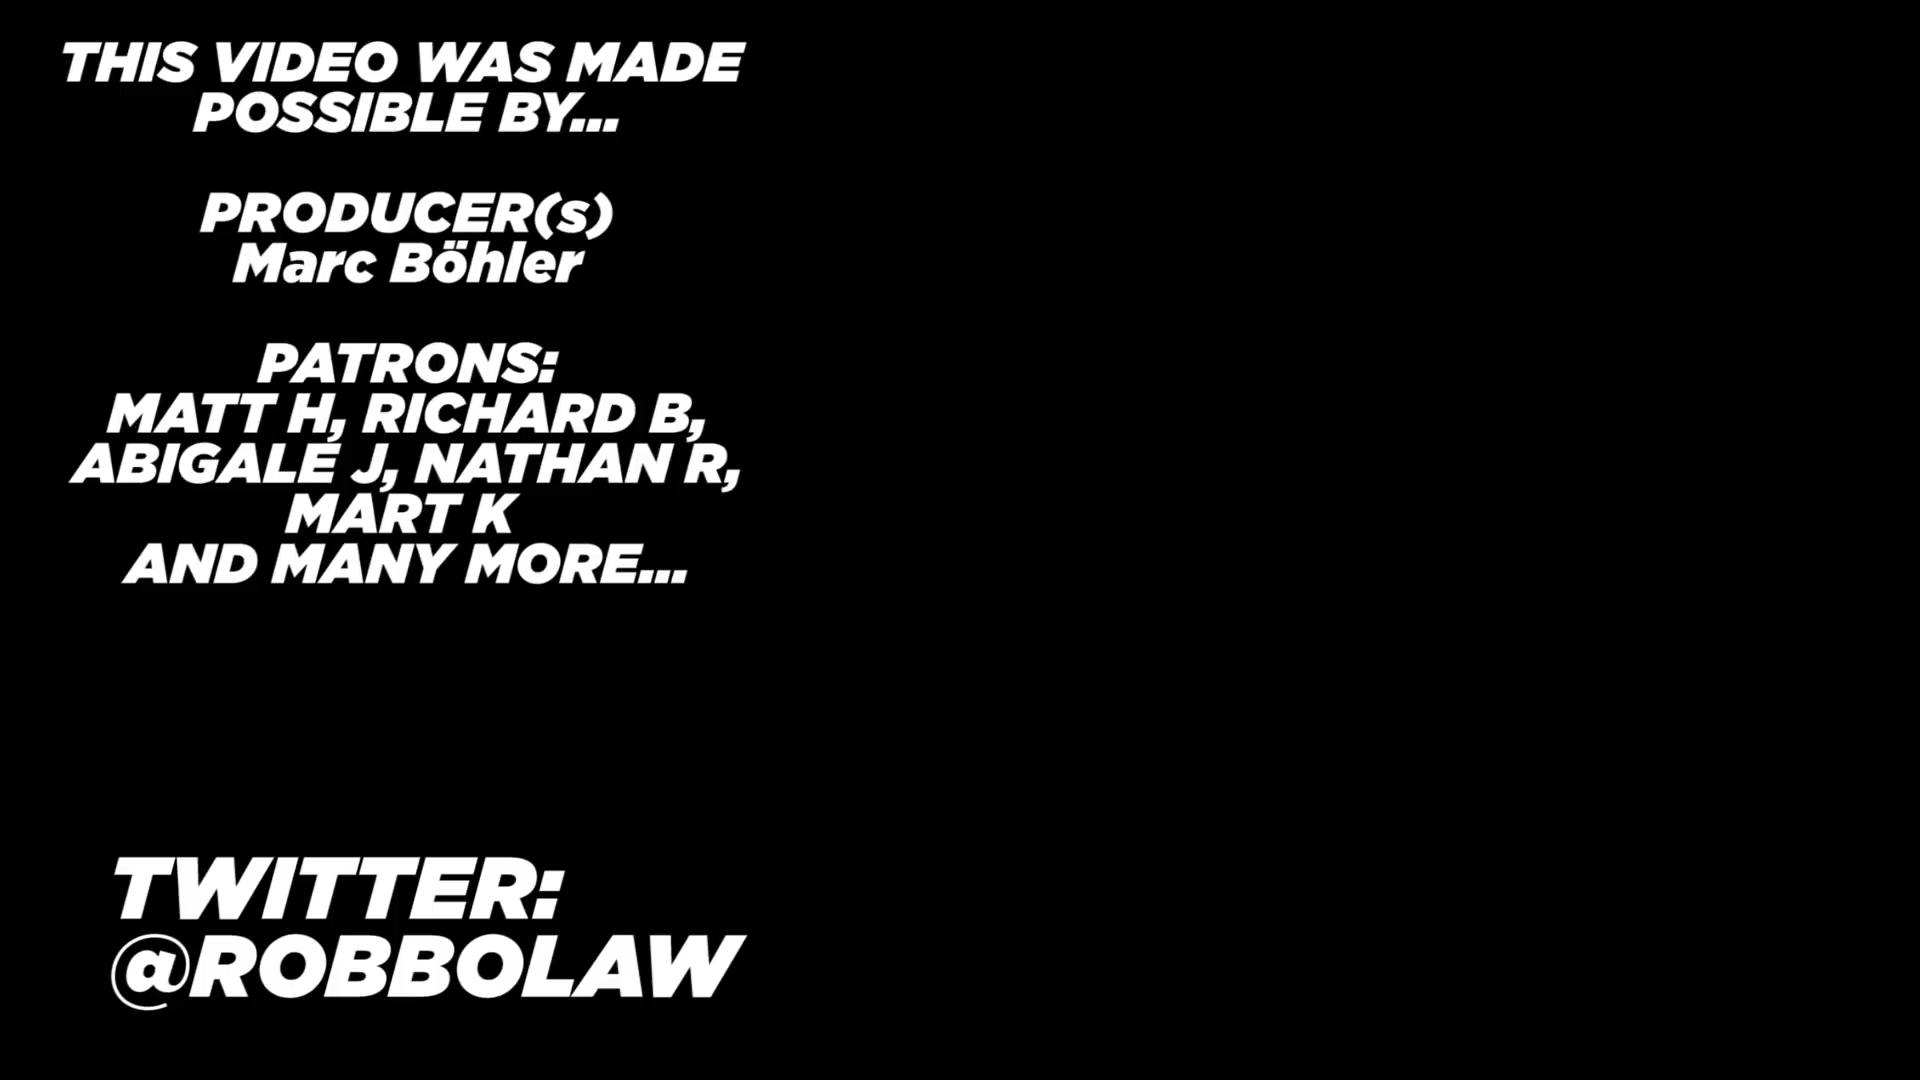 THIS VIDEO WAS MADE
POSSIBLE BY...
PRODUCER(s)
Marc Böhler
PATRONS:
MATT H, RICHARD B,
ABIGALE J, NATHAN R,
MART K
AND MANY MORE...
TWITTER:
@ROBBOLAW